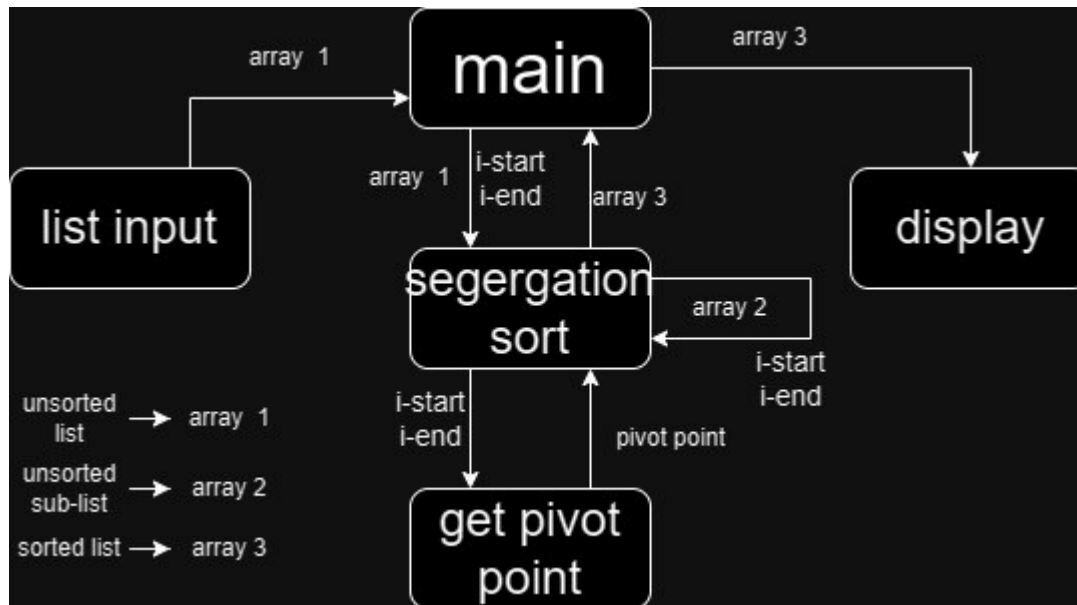 main
array 3
array  1
i-start
i-end
array  1
array 3
list input
display
segergation
sort
array 2
i-start
i-end
i-start
i-end
pivot point
unsorted
list
array  1
unsorted
sub-list
array 2
sorted list
array 3
get pivot
point